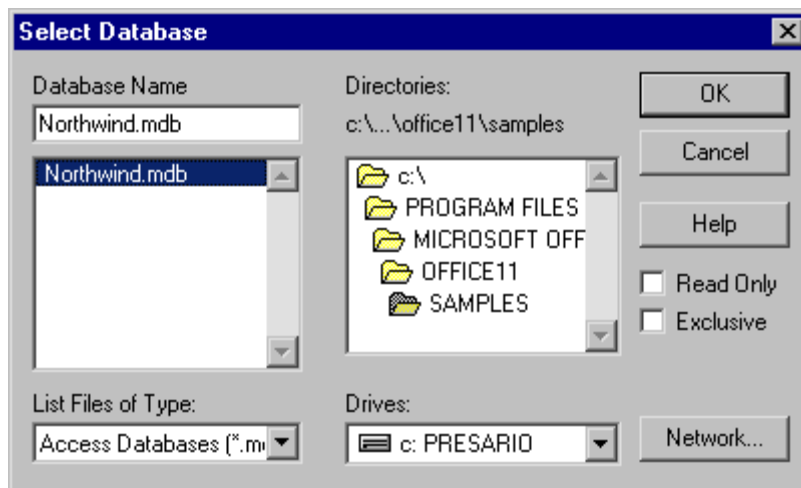 Select Database
Database Name
Northwind.mdb
Northwind.mdb
List Files of Type:
Access Databases (*.m
Directories:
c:\...\office11\samples
c:\
PROGRAM FILES
MICROSOFT OFF
OFFICE11
SAMPLES
Drives:
c: PRESARIO
OK
Cancel
Help
Read Only
Exclusive
Network...